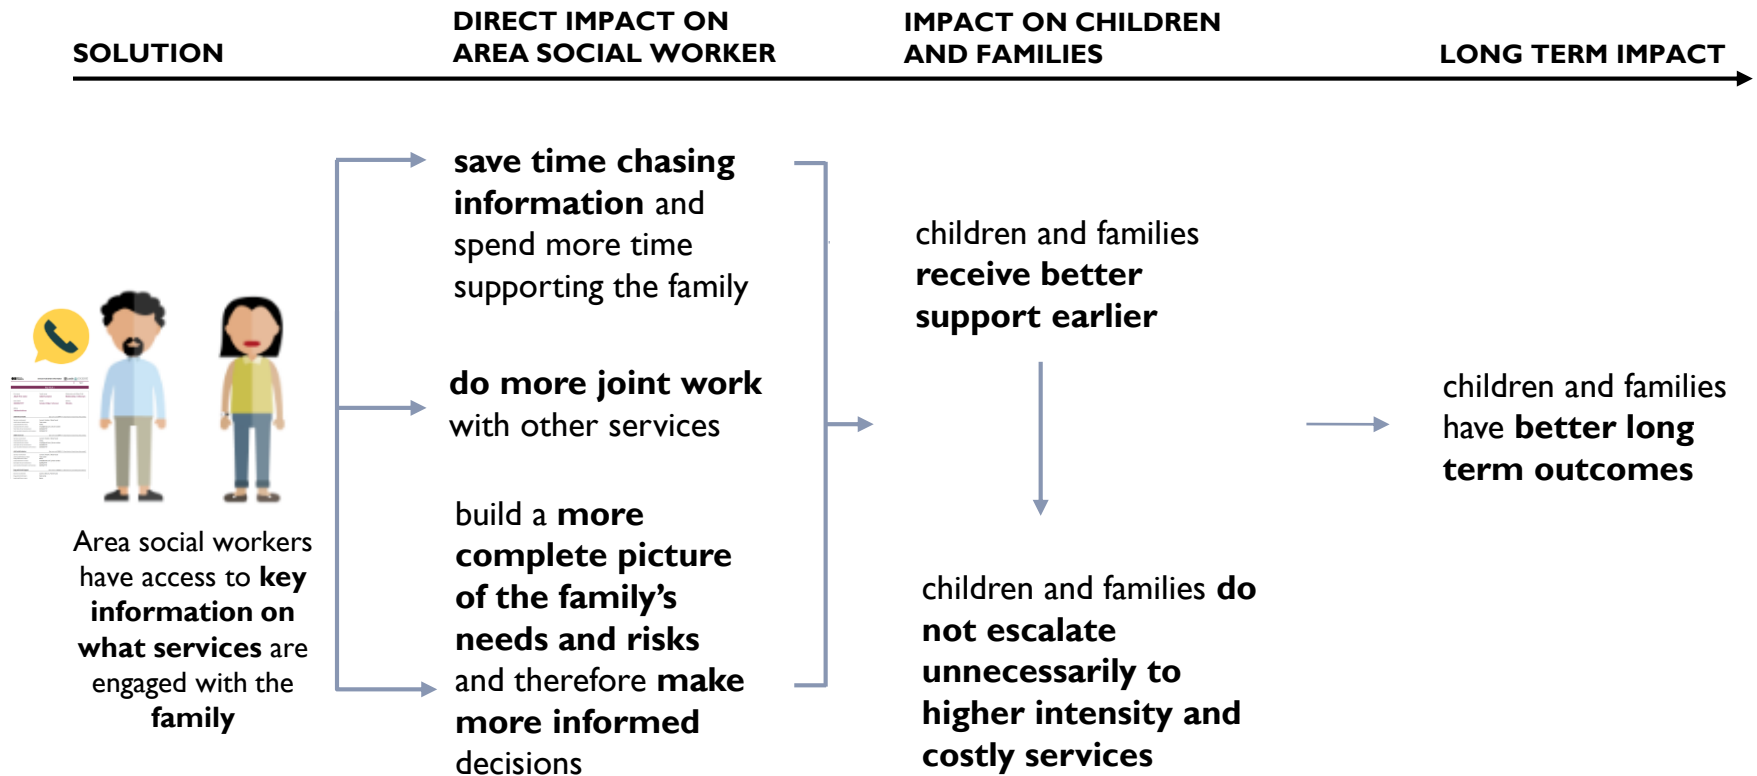 SOLUTION
DIRECT IMPACT ON
AREA SOCIAL WORKER
IMPACT ON CHILDREN
AND FAMILIES
LONG TERM IMPACT
Area social workers
have access to key
information on
what services are
engaged with the
family
save time chasing
information and
spend more time
supporting the family
do more joint work
with other services
build a more
complete picture
of the family’s
needs and risks
and therefore make
more informed
decisions
children and families
receive better
support earlier
children and families do
not escalate
unnecessarily to
higher intensity and
costly services
children and families
have better long
term outcomes